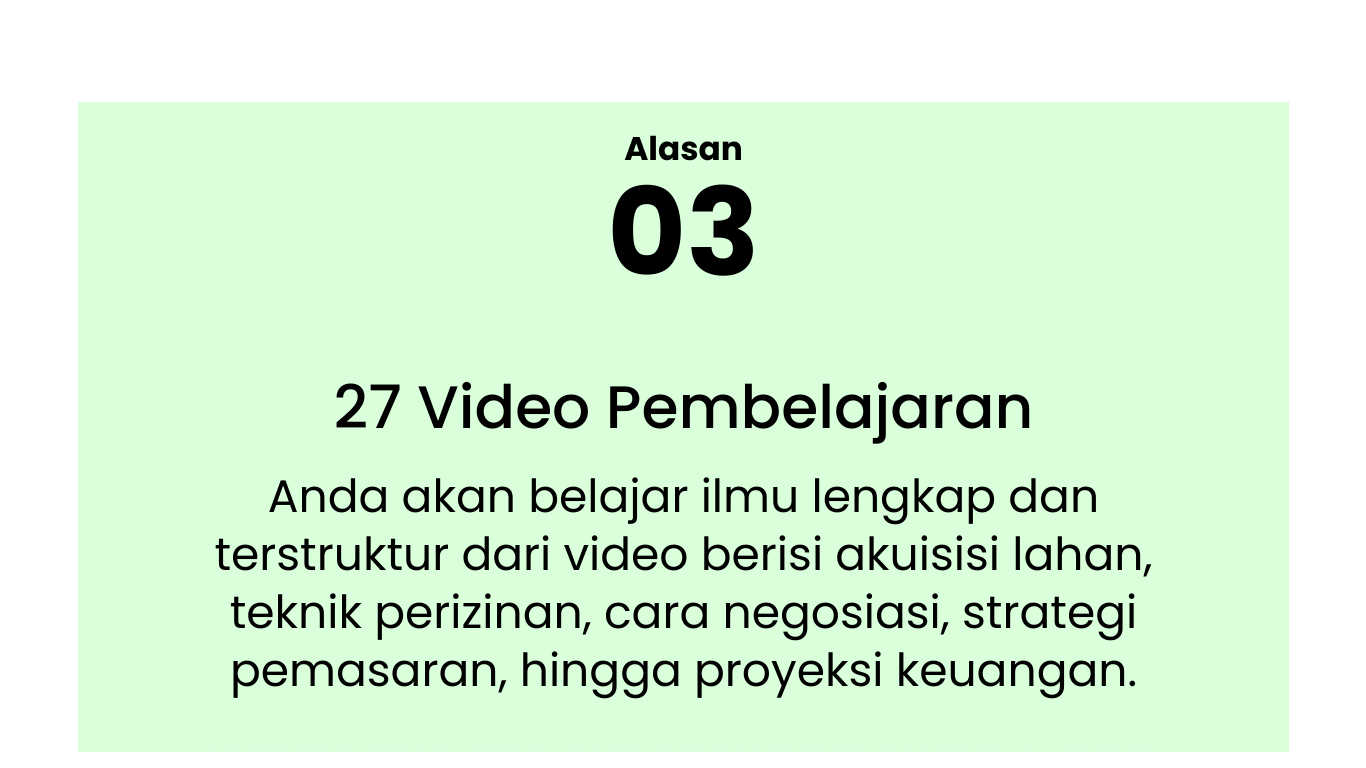 Alasan
03
27 Video Pembelajaran
Anda akan belajar ilmu lengkap dan
terstruktur dari video berisi akuisisi lahan,
teknik perizinan, cara negosiasi, strategi
pemasaran, hingga proyeksi keuangan.